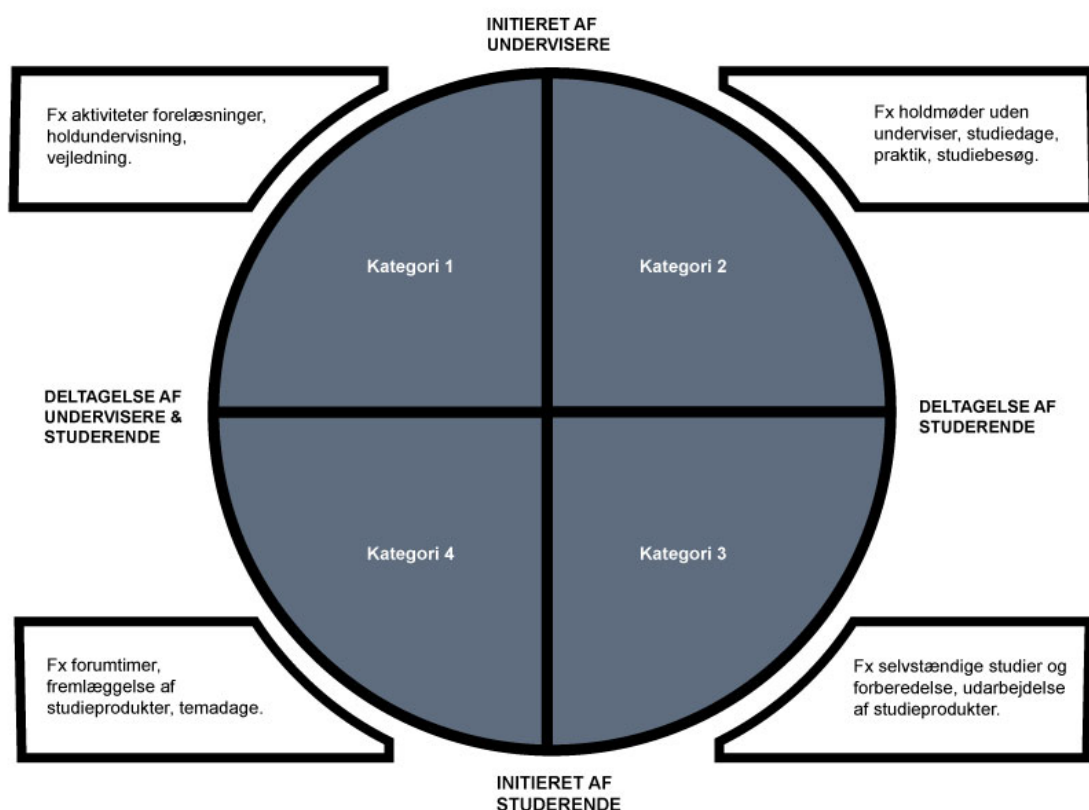 INITIERET AF
UNDERVISERE
Fx aktiviteter forelæsninger,
holdundervisning,
vejledning.
Fx holdmøder uden
underviser, studiedage,
praktik, studiebesøg.
Kategori 1
Kategori 2
DELTAGELSE AF
UNDERVISERE &
STUDERENDE
DELTAGELSE AF
STUDERENDE
Kategori 4
Kategori 3
Fx forumtimer,
fremlæggelse af
studieprodukter, temadage.
Fx selvstændige studier og
forberedelse, udarbejdelse
af studieprodukter.
INITIERET AF
STUDERENDE